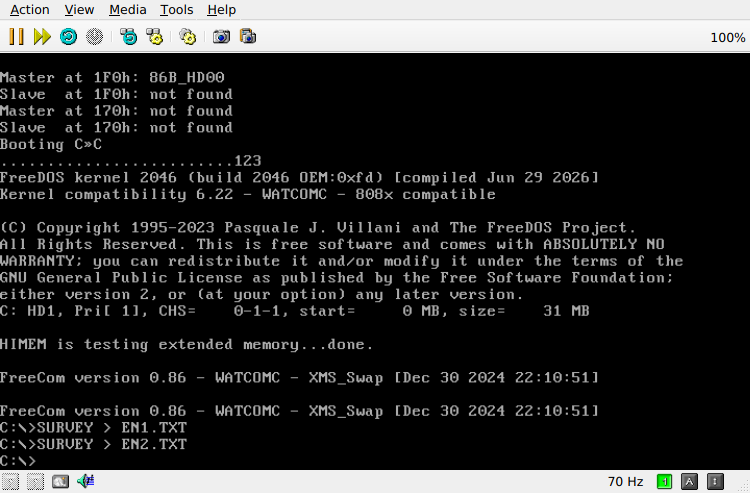 Action View Media Tools Help
100%
Master at 1F0h: 86B_HD00
Slave  at 1F0h: not found
Master at 170h: not found
Slave  at 170h: not found
Booting C»C
.........................123
FreeDOS kernel 2046 (build 2046 OEM:0xfd) [compiled Jun 29 2026]
Kernel compatibility 6.22 - WATCOMC - 808x compatible
(C) Copyright 1995-2023 Pasquale J. Villani and The FreeDOS Project.
All Rights Reserved. This is free software and comes with ABSOLUTELY NO
WARRANTY; you can redistribute it and/or modify it under the terms of the
GNU General Public License as published by the Free Software Foundation;
either version 2, or (at your option) any later version.
C: HD1, Pri[ 1], CHS=    0-1-1, start=     0 MB, size=    31 MB
HIMEM is testing extended memory...done.
FreeCom version 0.86 - WATCOMC - XMS_Swap [Dec 30 2024 22:10:51]
FreeCom version 0.86 - WATCOMC - XMS_Swap [Dec 30 2024 22:10:51]
C:\>SURVEY > EN1.TXT
C:\>SURVEY > EN2.TXT
C:\>
70 Hz A